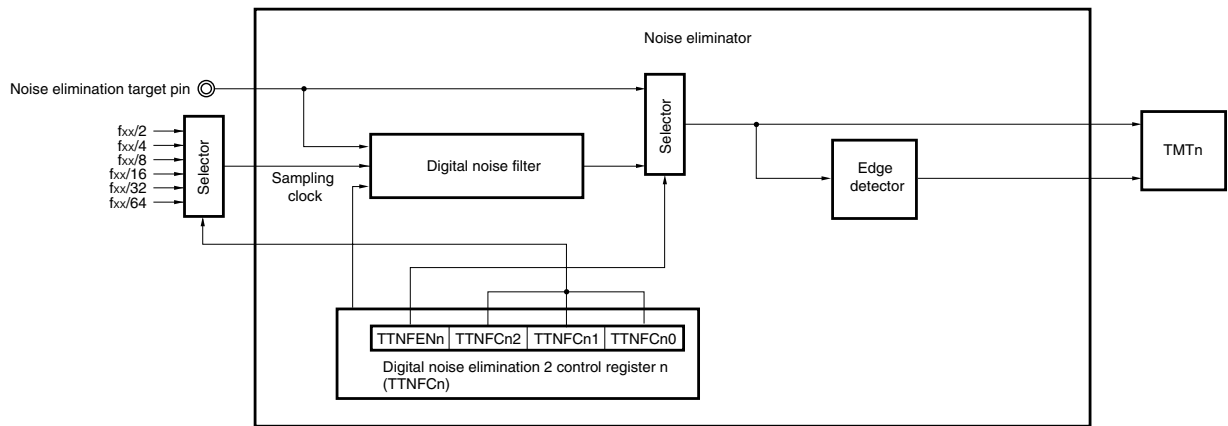 Noise eliminator
Noise elimination target pin
fxx/2
fxx/4
fxx/8
fxx/16
fxx/32
fxx/64
Selector
Sampling
clock
Digital noise filter
Selector
Edge
detector
TMTn
TTNFENn TTNFCn2 TTNFCn1 TTNFCn0
Digital noise elimination 2 control register n
(TTNFCn)